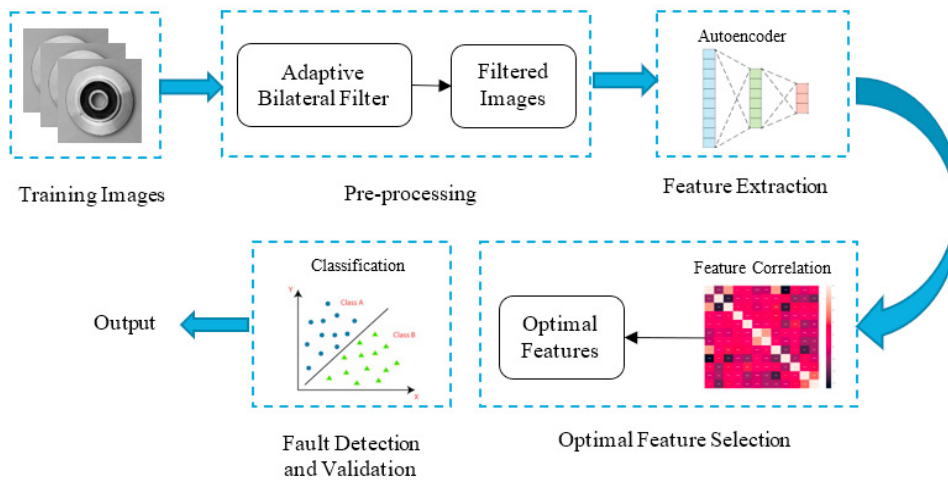 Adaptive
Bilateral Filter
Filtered
Images
Autoencoder
Training Images
Pre-processing
Feature Extraction
Output
Classification
Y
Class A
Class B
X
Optimal
Features
Feature Correlation
Fault Detection
and Validation
Optimal Feature Selection